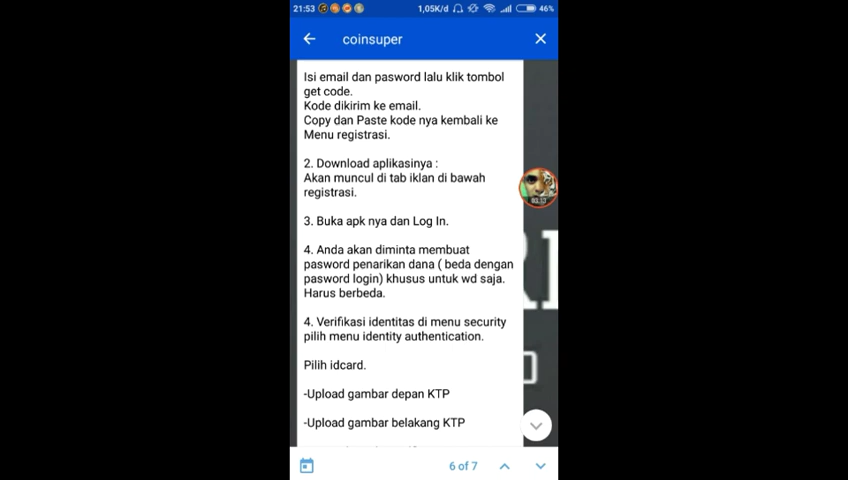 21:53 1,05K/d 46%
coinsuper
Isi email dan pasword lalu klik tombol
get code.
Kode dikirim ke email.
Copy dan Paste kode nya kembali ke
Menu registrasi.
2. Download aplikasinya :
Akan muncul di tab iklan di bawah
registrasi.
3. Buka apk nya dan Log In.
4. Anda akan diminta membuat
pasword penarikan dana ( beda dengan
pasword login) khusus untuk wd saja.
Harus berbeda.
4. Verifikasi identitas di menu security
pilih menu identity authentication.
Pilih idcard.
-Upload gambar depan KTP
-Upload gambar belakang KTP
6 of 7